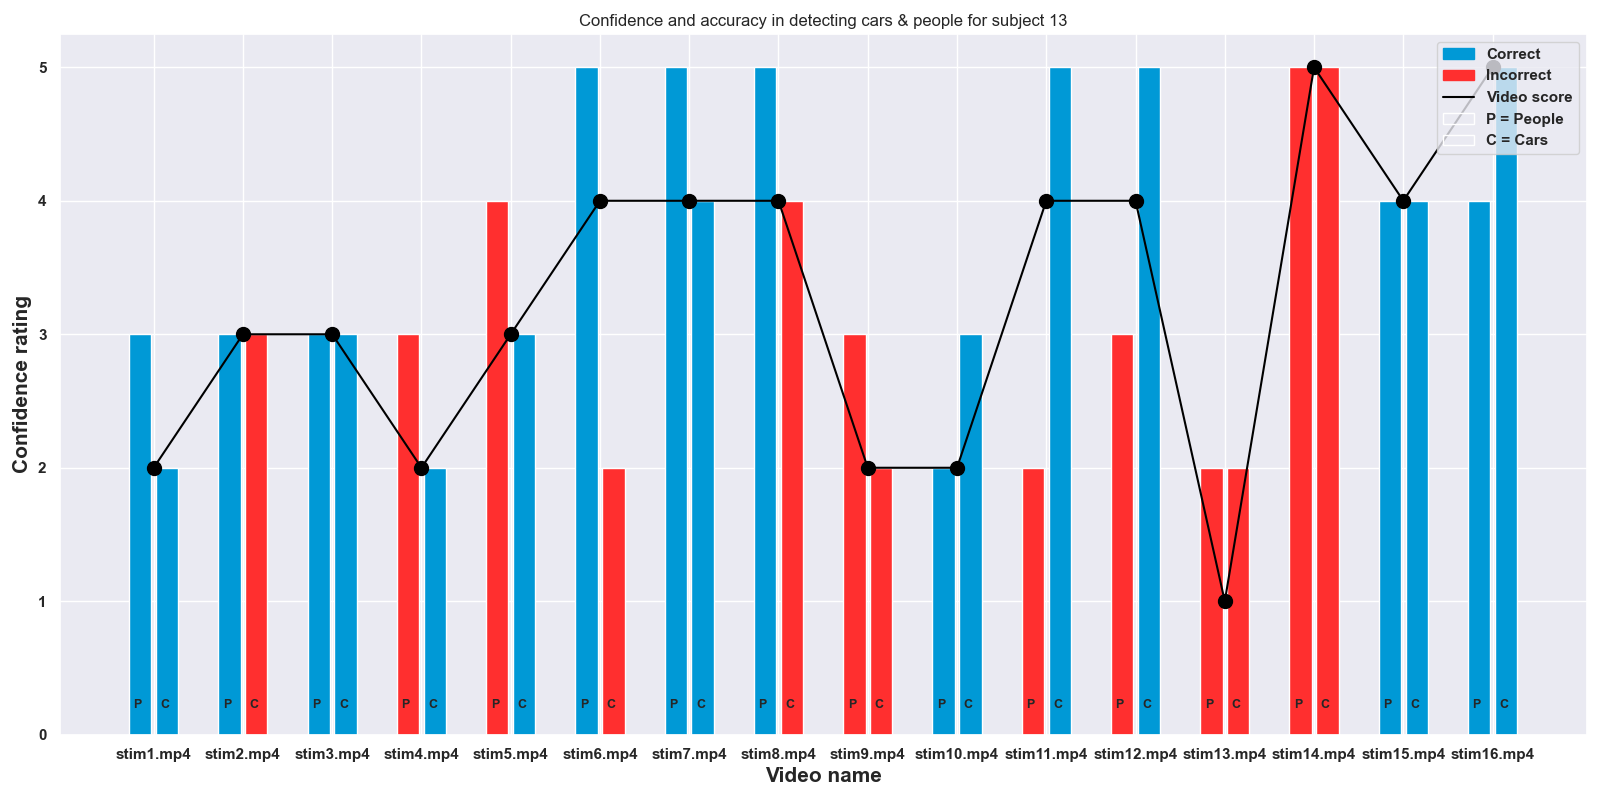 Confidence and accuracy in detecting cars & people for subject 13
Correct
Incorrect
Video score
P = People
C = Cars
Confidence rating
5
4
3
2
1
0
P C P C P C P C P C P C P C P C P C P C P C P C P C P C P C P C
stim1.mp4 stim2.mp4 stim3.mp4 stim4.mp4 stim5.mp4 stim6.mp4 stim7.mp4 stim8.mp4 stim9.mp4 stim10.mp4 stim11.mp4 stim12.mp4 stim13.mp4 stim14.mp4 stim15.mp4 stim16.mp4
Video name